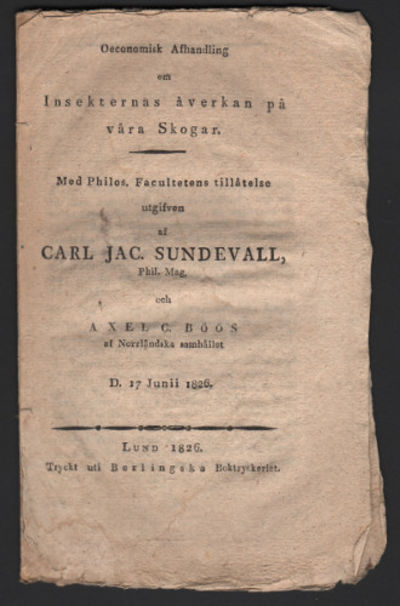 Oeconomisk Afhandling
om
Insekternas åverkan på
våra Skogar.
Med Philos. Facultetens tillåtelse
utgifven
af
CARL JAC. SUNDEVALL,
Phil. Mag.
och
AXEL C. BÖÖS
af Norrländska samhället
D. 17 Junii 1826.
LUND 1826.
Tryckt uti Berlingska Boktryckeriet.